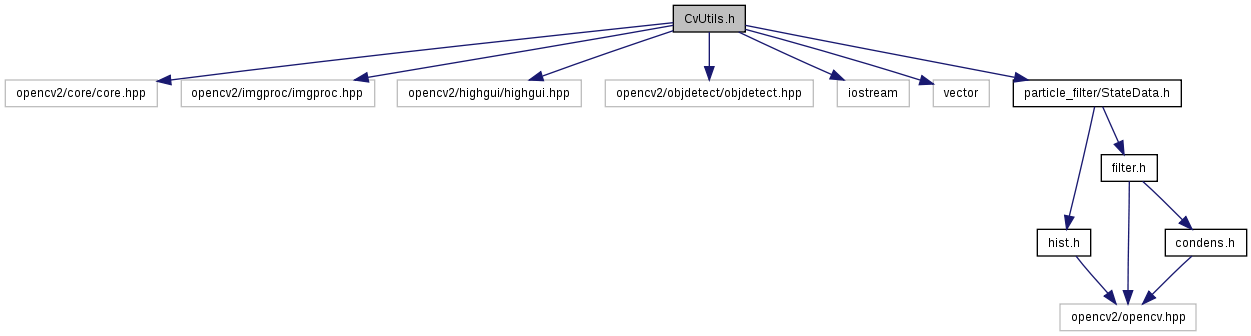 CvUtils.h
opencv2/core/core.hpp
opencv2/imgproc/imgproc.hpp
opencv2/highgui/highgui.hpp
opencv2/objdetect/objdetect.hpp
iostream
vector
particle_filter/StateData.h
filter.h
hist.h
condens.h
opencv2/opencv.hpp